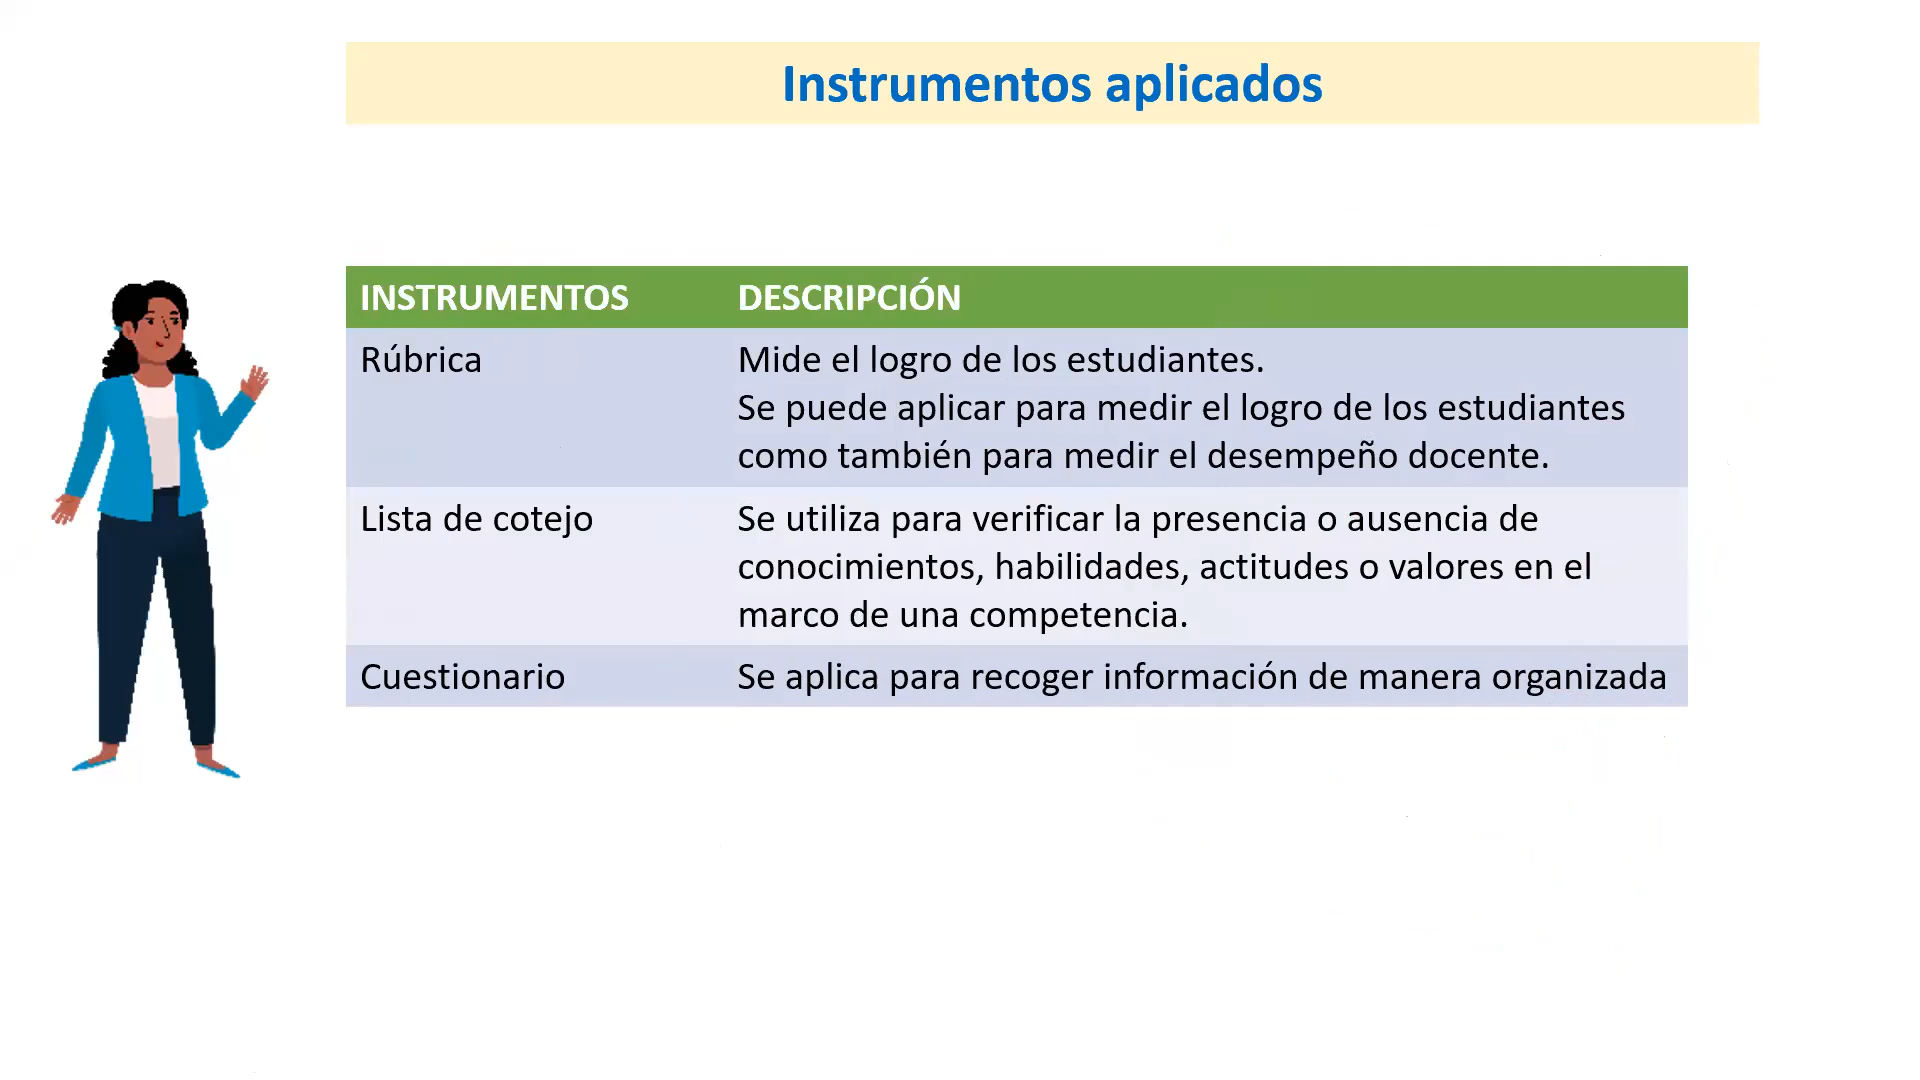 Instrumentos aplicados
INSTRUMENTOS DESCRIPCIÓN
Rúbrica Mide el logro de los estudiantes.
Se puede aplicar para medir el logro de los estudiantes
como también para medir el desempeño docente.
Lista de cotejo Se utiliza para verificar la presencia o ausencia de
conocimientos, habilidades, actitudes o valores en el
marco de una competencia.
Cuestionario Se aplica para recoger información de manera organizada